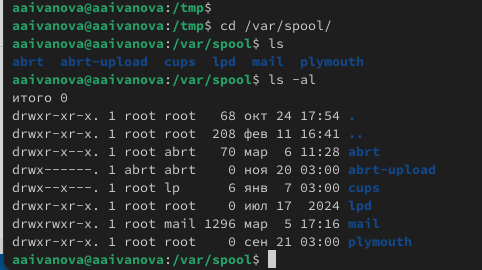 aaivanova@aaivanova:/tmp$
aaivanova@aaivanova:/tmp$ cd /var/spool/
aaivanova@aaivanova:/var/spool$ ls
abrt  abrt-upload  cups  lpd  mail  plymouth
aaivanova@aaivanova:/var/spool$ ls -al
итого 0
drwxr-xr-x. 1 root root   68 окт 24 17:54 .
drwxr-xr-x. 1 root root  208 фев 11 16:41 ..
drwxr-x--x. 1 root abrt   70 мар  6 11:28 abrt
drwx------. 1 abrt abrt    0 ноя 20 03:00 abrt-upload
drwx--x---. 1 root lp      6 янв  7 03:00 cups
drwxr-xr-x. 1 root root    0 июл 17  2024 lpd
drwxrwxr-x. 1 root mail 1296 мар  5 17:16 mail
drwxr-xr-x. 1 root root    0 сен 21 03:00 plymouth
aaivanova@aaivanova:/var/spool$